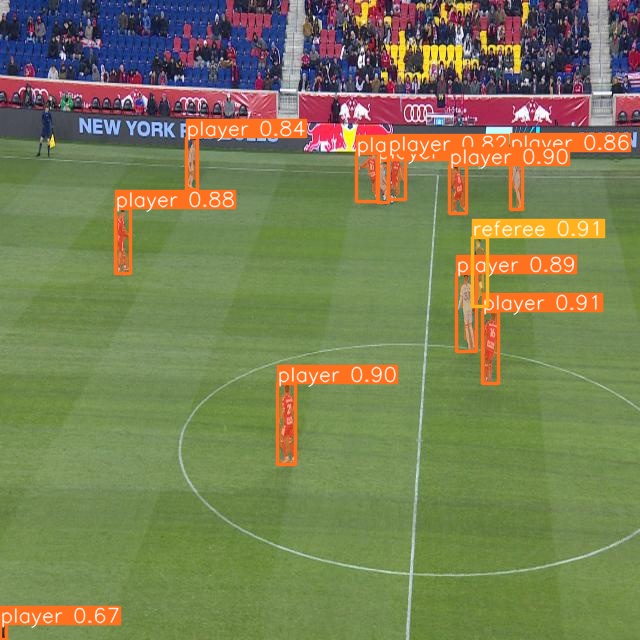 NEW YORK
player 0.84
player 0.82
player 0.86
player 0.90
player 0.88
referee 0.91
player 0.89
player 0.91
player 0.90
player 0.67